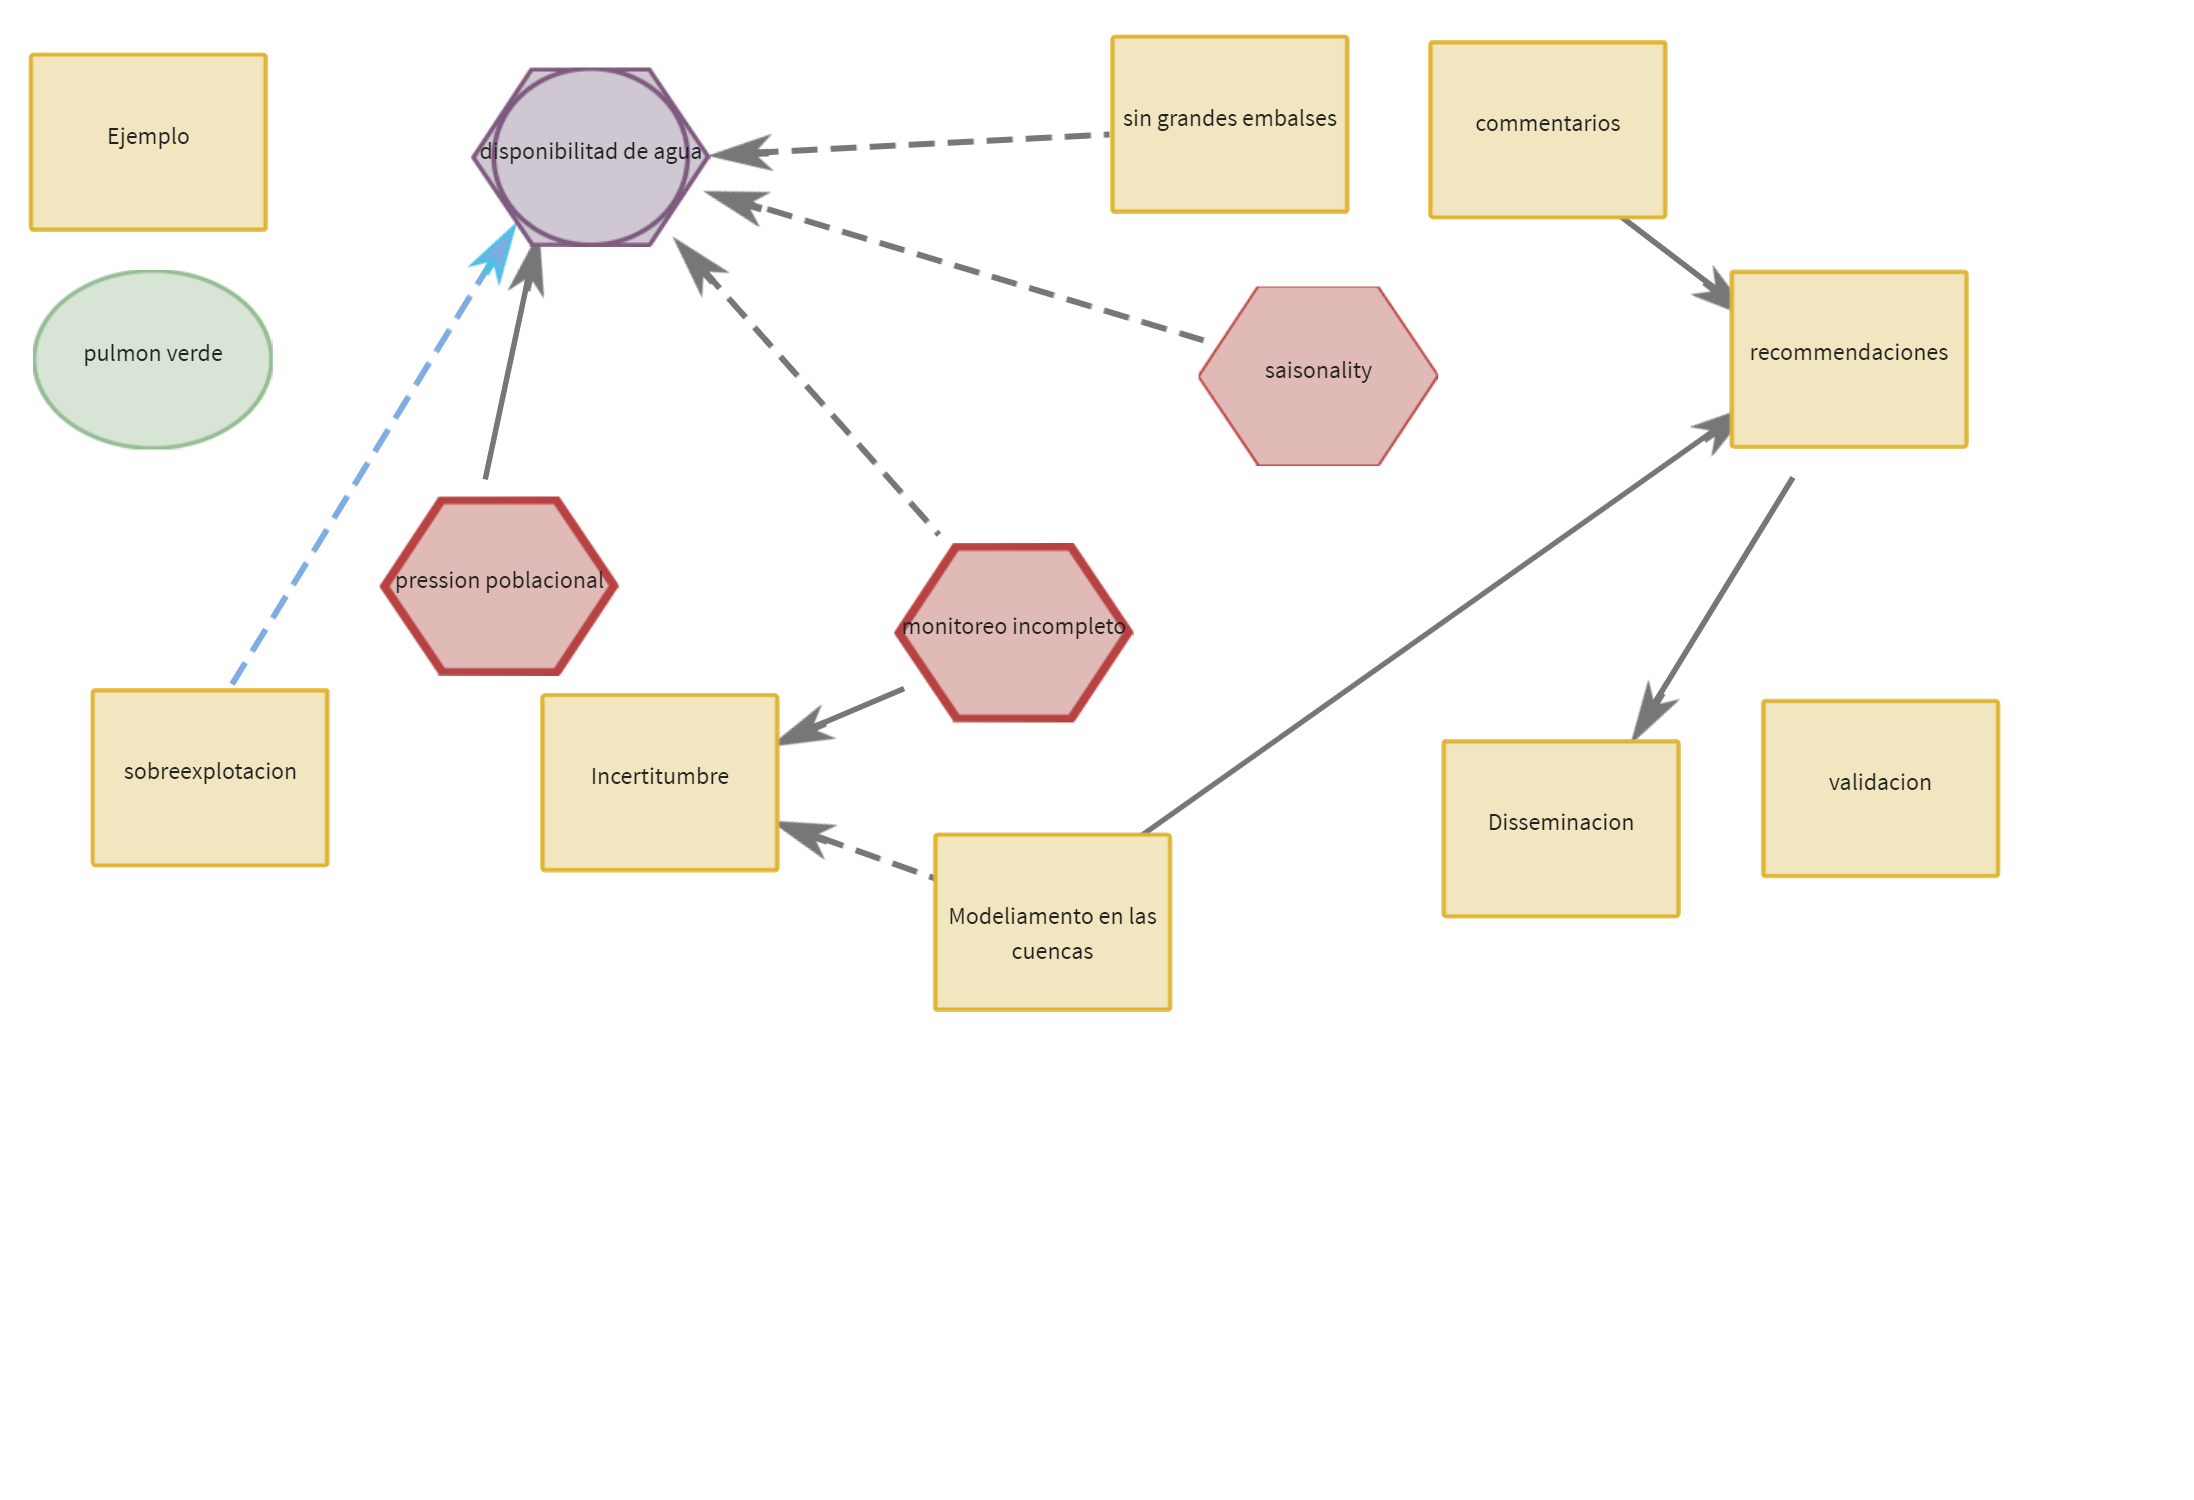 Ejemplo
disponibilitad de agua
sin grandes embalses
commentarios
pulmon verde
saisonality
recommendaciones
pression poblacional
monitoreo incompleto
sobreexplotacion
Incertitumbre
validacion
Disseminacion
Modeliamento en las
cuencas